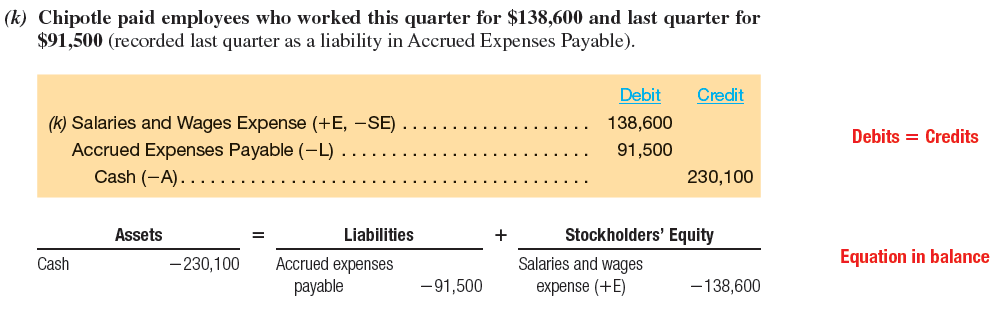 (k) Chipotle paid employees who worked this quarter for $138,600 and last quarter for
$91,500 (recorded last quarter as a liability in Accrued Expenses Payable).
Debit Credit
(k) Salaries and Wages Expense (+E, −SE) . . . . . . . . . . . . . . . . . . . 138,600
Accrued Expenses Payable (−L) . . . . . . . . . . . . . . . . . . . . . . . . . 91,500
Cash (−A). . . . . . . . . . . . . . . . . . . . . . . . . . . . . . . . . . . . . . . . . 230,100
Debits = Credits
Assets = Liabilities + Stockholders' Equity
Cash −230,100 Accrued expenses Salaries and wages
payable −91,500 expense (+E) −138,600
Equation in balance